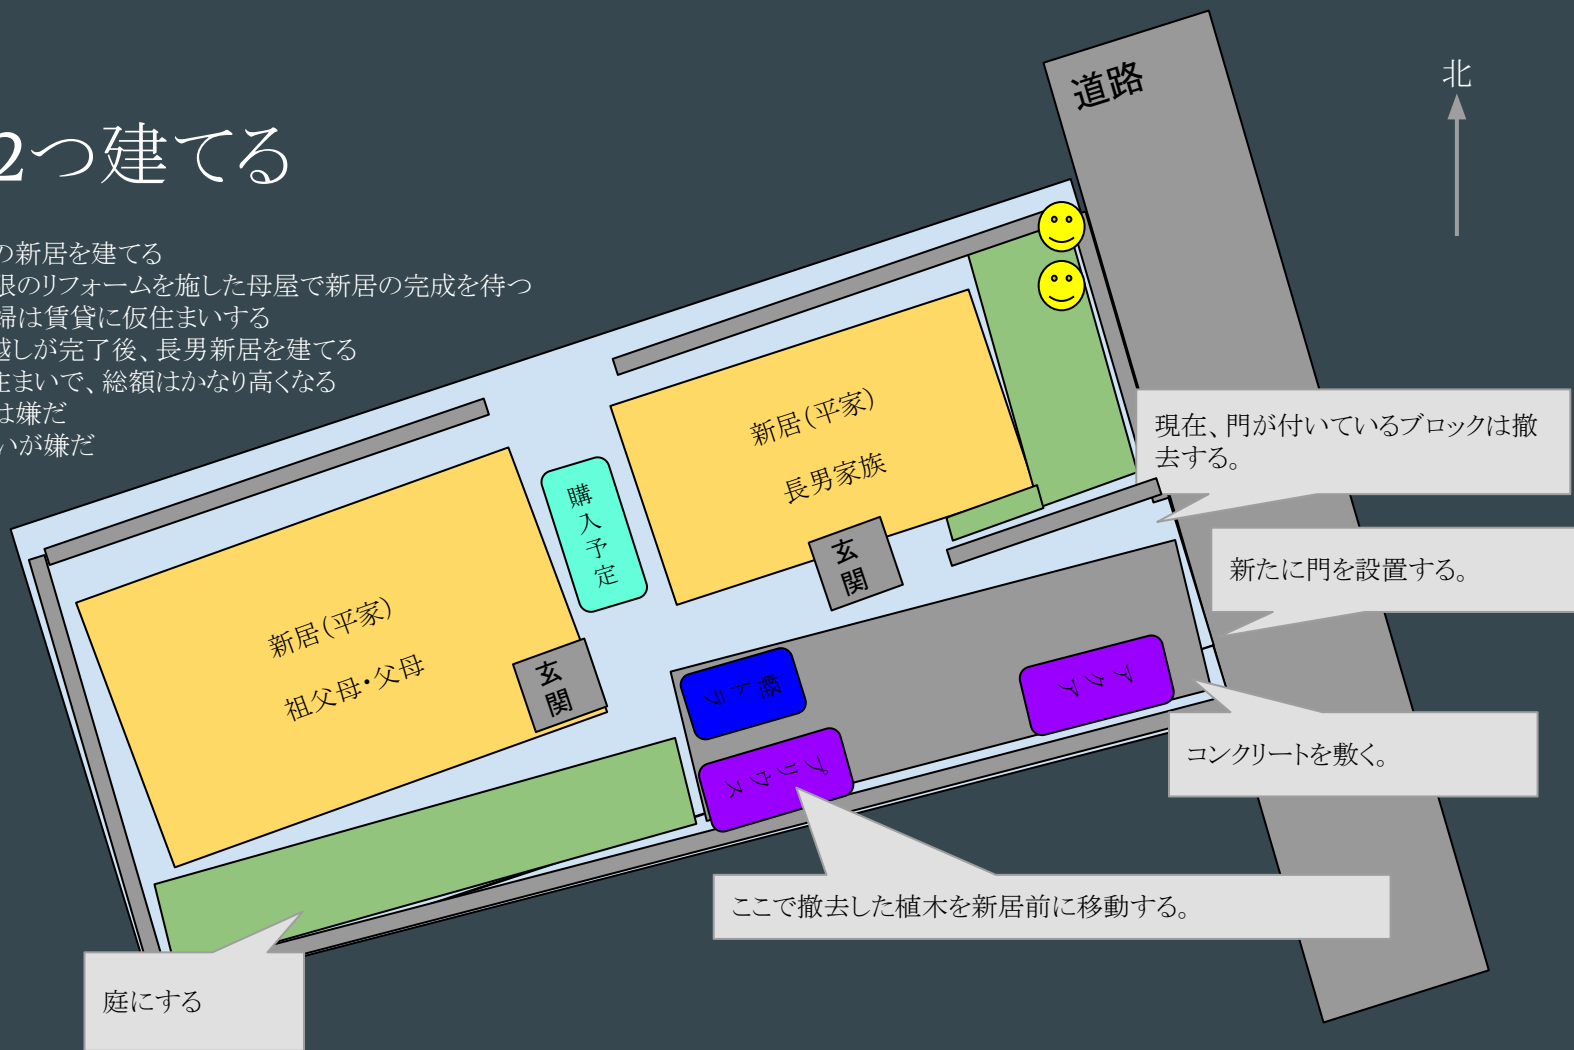 道路
北
2つ建てる
の新居を建てる
限のリフォームを施した母屋で新居の完成を待つ
婦は賃貸に仮住まいする
越しが完了後、長男新居を建てる
住まいで、総額はかなり高くなる
は嫌だ
いが嫌だ
新居(平家)
長男家族
現在、門が付いているブロックは撤
去する。
購入予定
玄関
新たに門を設置する。
新居(平家)
祖父母・父母
玄関
軽トラ
アクア
プリウス
コンクリートを敷く。
ここで撤去した植木を新居前に移動する。
庭にする